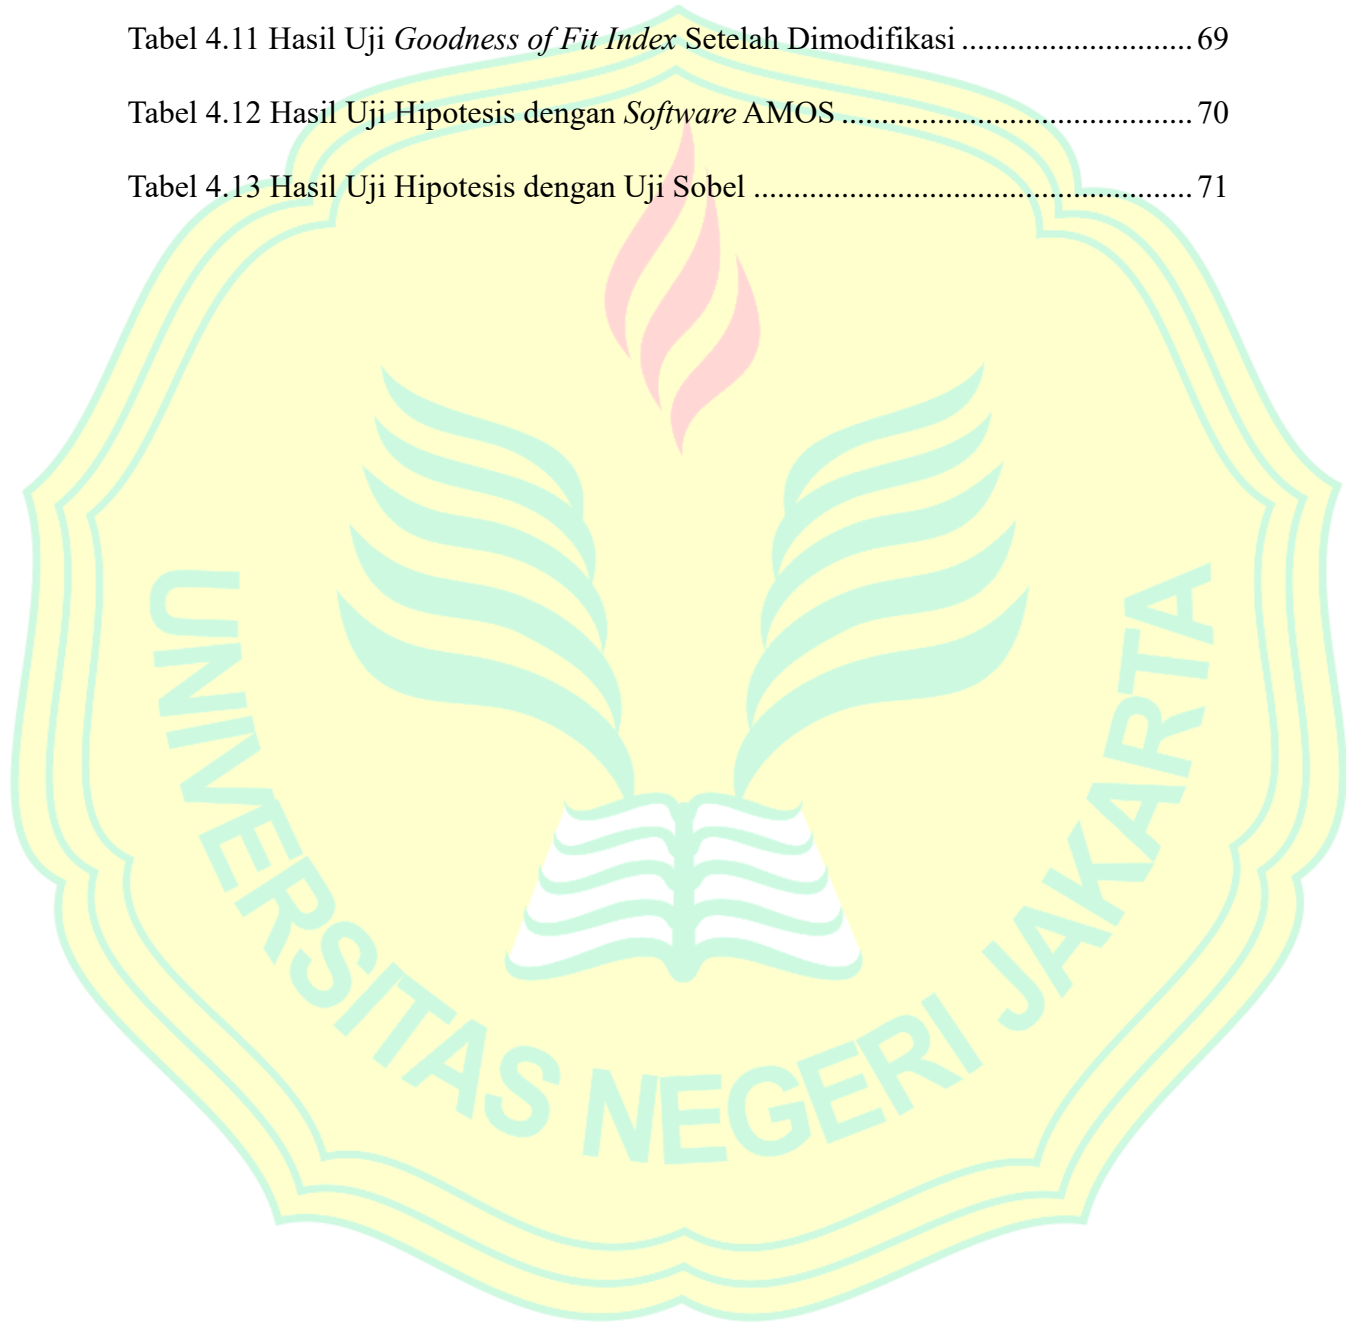 Tabel 4.11 Hasil Uji Goodness of Fit Index Setelah Dimodifikasi ............................. 69
Tabel 4.12 Hasil Uji Hipotesis dengan Software AMOS ............................................ 70
Tabel 4.13 Hasil Uji Hipotesis dengan Uji Sobel ....................................................... 71
UNIVERSITAS NEGERI JAKARTA